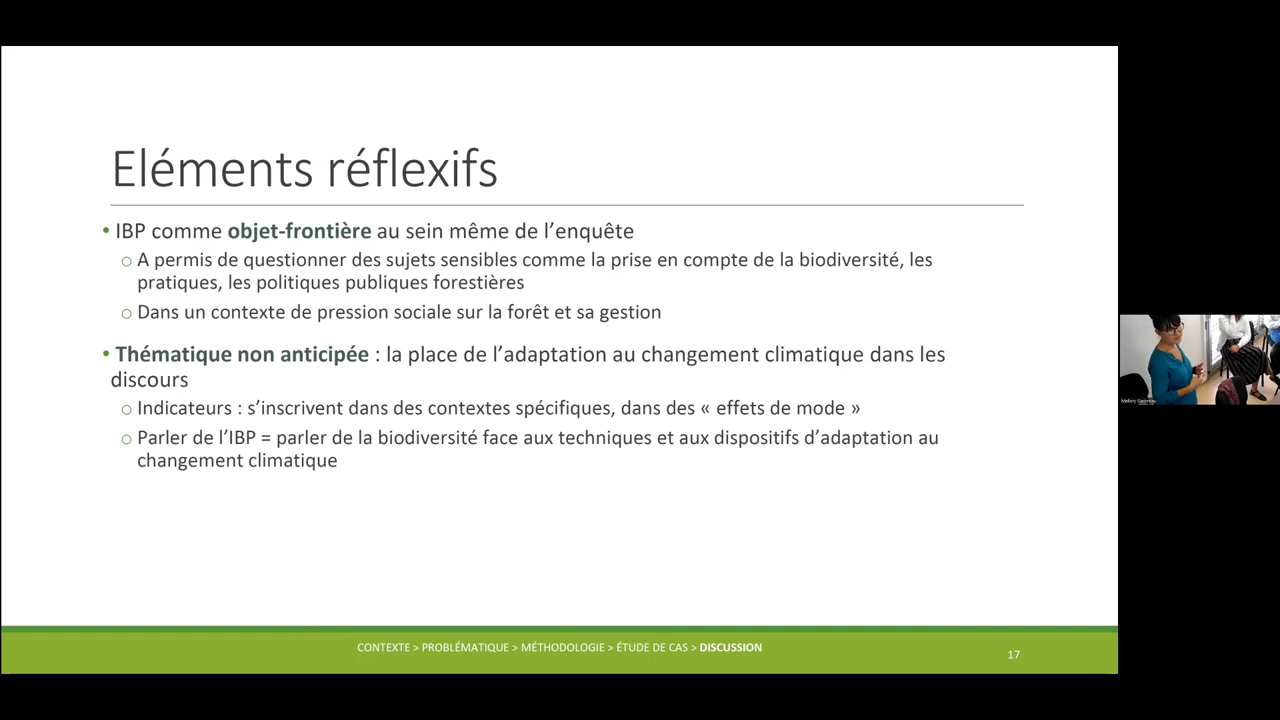 Eléments réflexifs
• IBP comme objet-frontière au sein même de l’enquête
o A permis de questionner des sujets sensibles comme la prise en compte de la biodiversité, les
pratiques, les politiques publiques forestières
o Dans un contexte de pression sociale sur la forêt et sa gestion
• Thématique non anticipée : la place de l’adaptation au changement climatique dans les
discours
o Indicateurs : s’inscrivent dans des contextes spécifiques, dans des « effets de mode »
o Parler de l’IBP = parler de la biodiversité face aux techniques et aux dispositifs d’adaptation au
changement climatique
CONTEXTE > PROBLÉMATIQUE > MÉTHODOLOGIE > ÉTUDE DE CAS > DISCUSSION
17